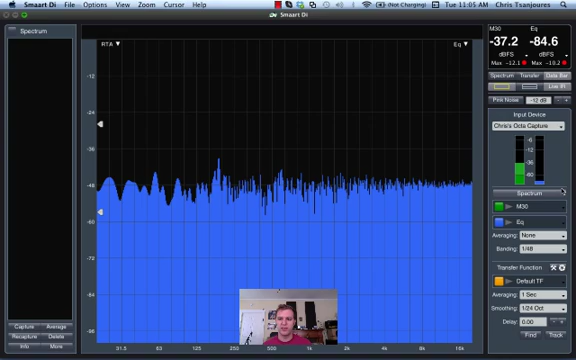 Smaart Di File Options View Zoom Cursor Help (Not Charging) Tue 11:05 AM Chris Tsanjoures
Smaart Di
Spectrum
RTA
Eq
-12
-24
-36
-48
-60
-72
-84
-96
31.5 63 125 250 500 1k 2k 4k 8k 16k
Capture Average
Recapture Delete
Info More
M30 Eq
-37.2 -84.6
dBFS dBFS
Max -12.1 Max -10.2
Spectrum Transfer Data Bar
Live IR
Pink Noise -12 dB
Input Device
Chris's Octa Capture
-6
-12
-36
-60
Spectrum
M30
Eq
Averaging: None
Banding: 1/48
Transfer Function
Default TF
Averaging: 1 Sec
Smoothing: 1/24 Oct
Delay: 0.00
Find Track